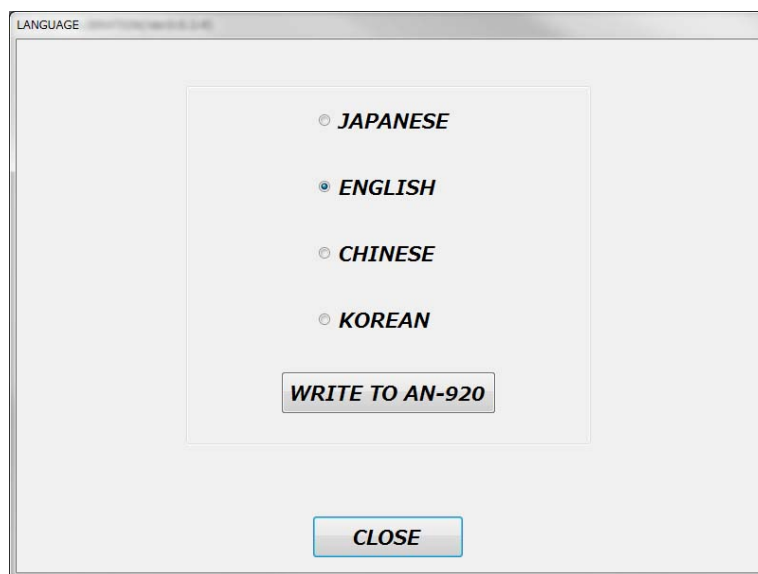 LANGUAGE
JAPANESE
ENGLISH
CHINESE
KOREAN
WRITE TO AN-920
CLOSE